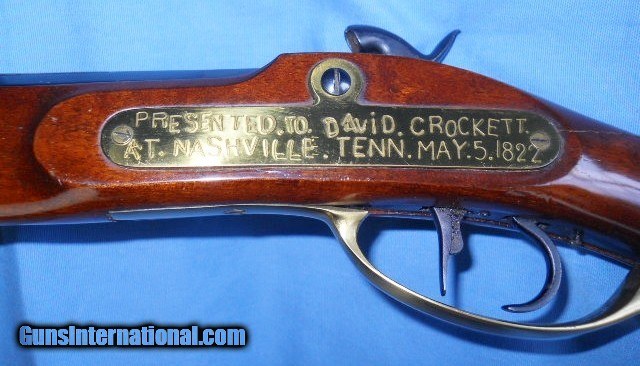 PRESENTED.TO.DAVID.CROCKETT.
AT. NASHVILLE. TENN. MAY.5.1822
GunsInternational.com